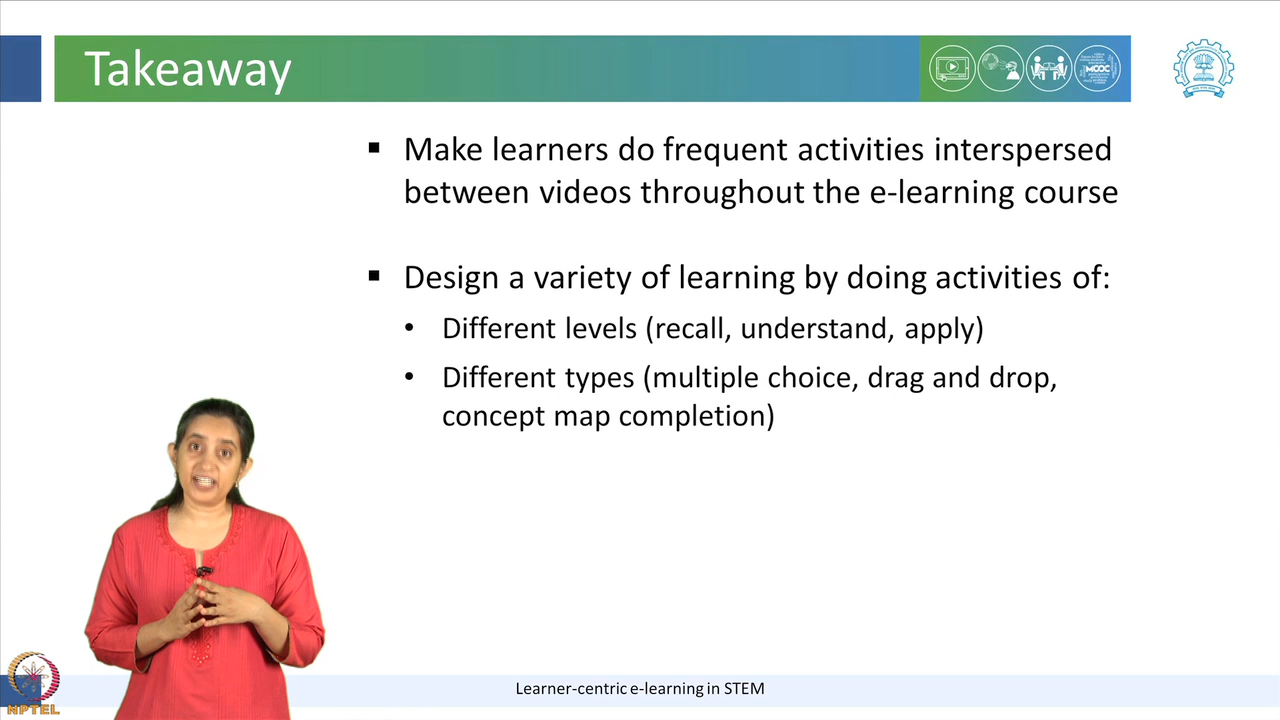 Takeaway
MOOC
▪ Make learners do frequent activities interspersed
between videos throughout the e-learning course
▪ Design a variety of learning by doing activities of:
• Different levels (recall, understand, apply)
• Different types (multiple choice, drag and drop,
concept map completion)
NPTEL
Learner-centric e-learning in STEM